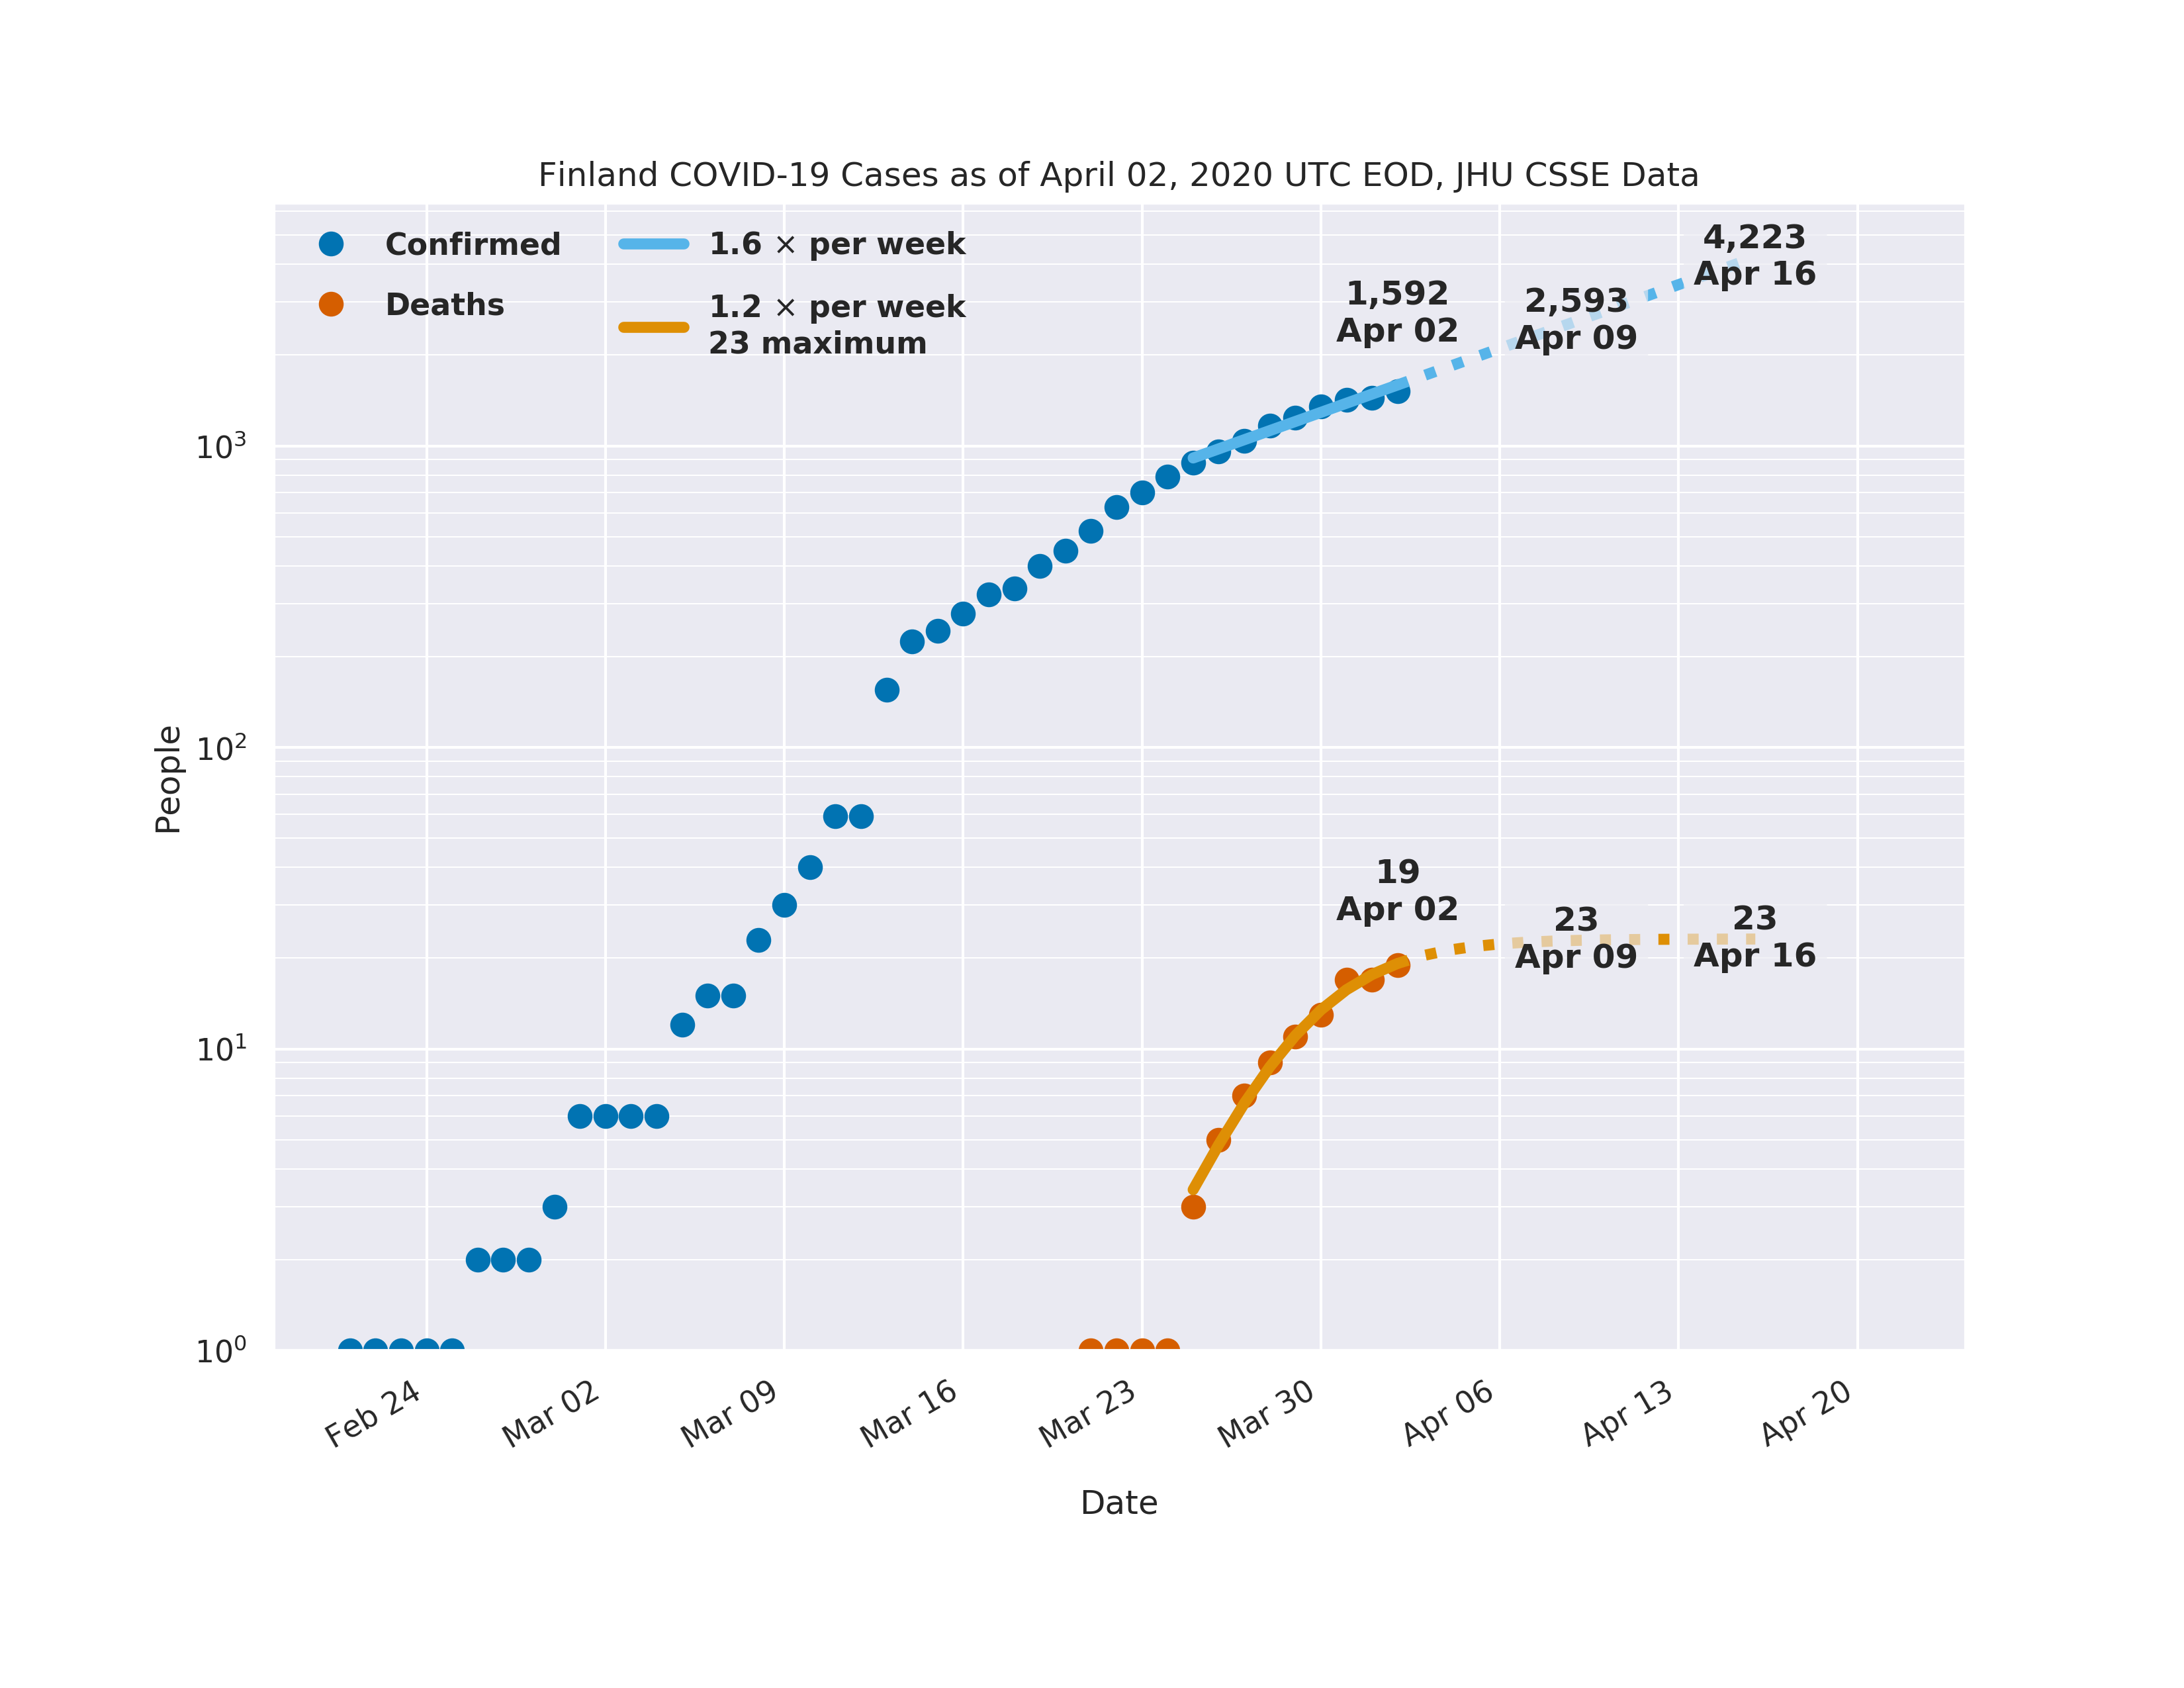 Finland COVID-19 Cases as of April 02, 2020 UTC EOD, JHU CSSE Data
Confirmed
Deaths
1.6 × per week
1.2 × per week
23 maximum
1,592
Apr 02
2,593
Apr 09
4,223
Apr 16
19
Apr 02
23
Apr 09
23
Apr 16
People
10³
10²
10¹
10⁰
Feb 24
Mar 02
Mar 09
Mar 16
Mar 23
Mar 30
Apr 06
Apr 13
Apr 20
Date